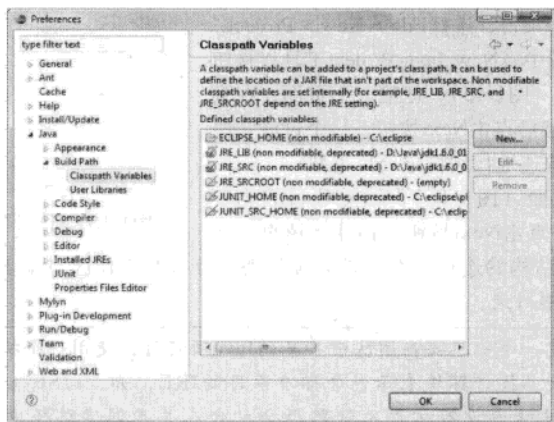 Preferences
type filter text
General
Ant
Cache
Help
Install/Update
Java
Appearance
Build Path
Classpath Variables
User Libraries
Code Style
Compiler
Debug
Editor
Installed JREs
JUnit
Properties Files Editor
Mylyn
Plug-in Development
Run/Debug
Team
Validation
Web and XML
Classpath Variables
A classpath variable can be added to a project's class path. It can be used to
define the location of a JAR file that isn't part of the workspace. Non modifiable
classpath variables are set internally (for example, JRE_LIB, JRE_SRC, and
JRE_SRCROOT depend on the JRE setting).
Defined classpath variables:
ECLIPSE_HOME (non modifiable) - C:\eclipse
JRE_LIB (non modifiable, deprecated) - D:\Java\jdk1.6.0_01
JRE_SRC (non modifiable, deprecated) - D:\Java\jdk1.6.0_0
JRE_SRCROOT (non modifiable, deprecated) - (empty)
JUNIT_HOME (non modifiable, deprecated) - C:\eclipse\pl
JUNIT_SRC_HOME (non modifiable, deprecated) - C:\eclip
New...
Edit...
Remove
OK
Cancel